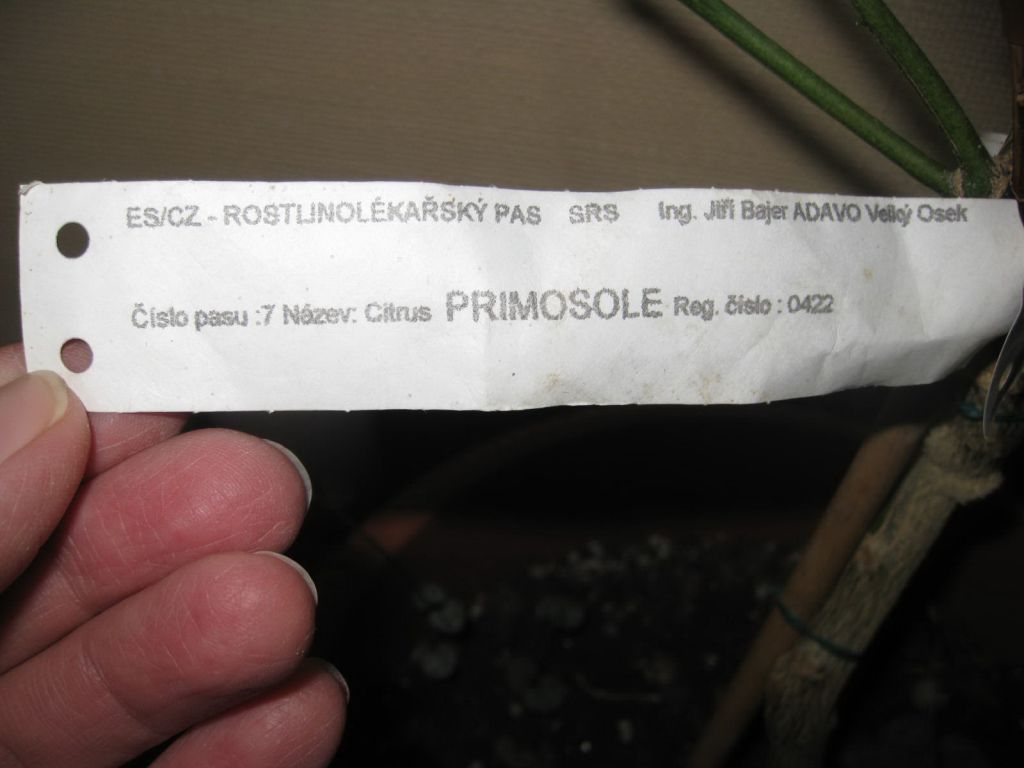 ES/CZ - ROSTLINOLÉKAŘSKÝ PAS SRS Ing. Jiří Bajer ADAVO Velký Osek
Číslo pasu :7 Název: Citrus PRIMOSOLE Reg. číslo : 0422